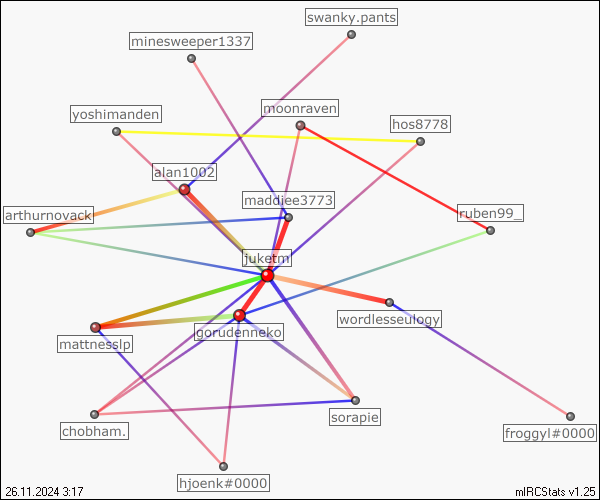 swanky.pants
minesweeper1337
moonraven
yoshimanden
hos8778
alan1002
maddiee3773
arthurnovack
ruben99_
juketm
wordlesseulogy
gorudenneko
mattnesslp
sorapie
chobham.
froggyl#0000
hjoenk#0000
26.11.2024 3:17
mIRCStats v1.25